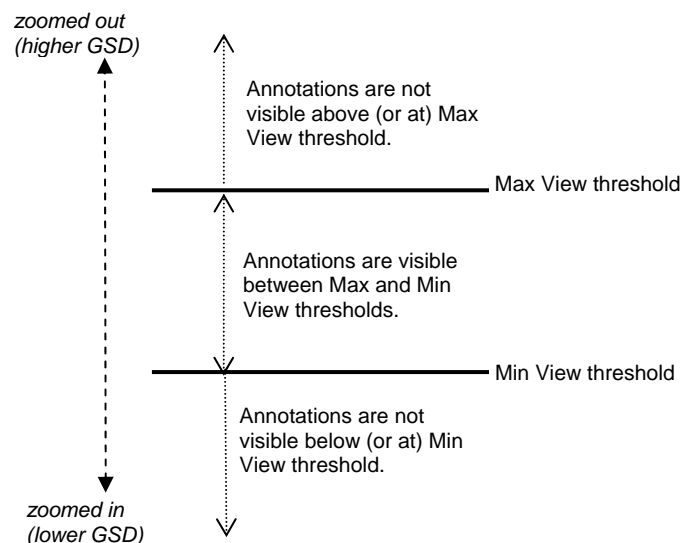 zoomed out
(higher GSD)
Annotations are not
visible above (or at) Max
View threshold.
Max View threshold
Annotations are visible
between Max and Min
View thresholds.
Min View threshold
Annotations are not
visible below (or at) Min
View threshold.
zoomed in
(lower GSD)